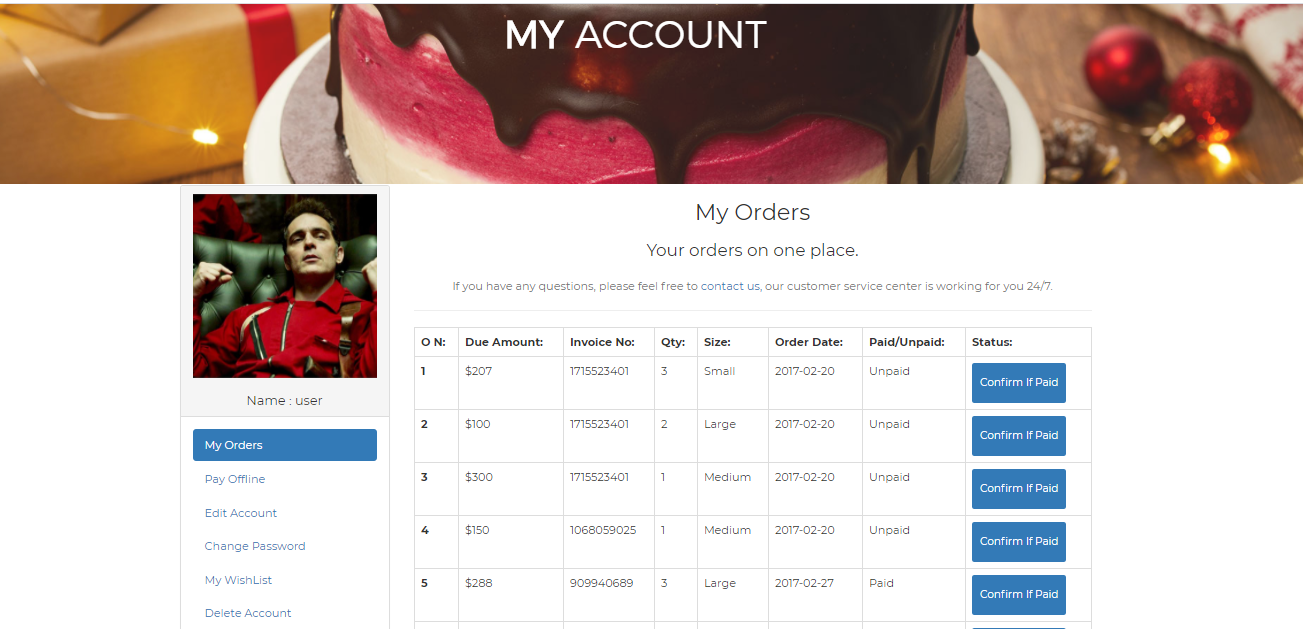 MY ACCOUNT
Name : user
My Orders
Pay Offline
Edit Account
Change Password
My WishList
Delete Account
My Orders
Your orders on one place.
If you have any questions, please feel free to contact us, our customer service center is working for you 24/7.
O N: Due Amount: Invoice No: Qty: Size: Order Date: Paid/Unpaid: Status:
1 $207 1715523401 3 Small 2017-02-20 Unpaid Confirm If Paid
2 $100 1715523401 2 Large 2017-02-20 Unpaid Confirm If Paid
3 $300 1715523401 1 Medium 2017-02-20 Unpaid Confirm If Paid
4 $150 1068059025 1 Medium 2017-02-20 Unpaid Confirm If Paid
5 $288 909940689 3 Large 2017-02-27 Paid Confirm If Paid